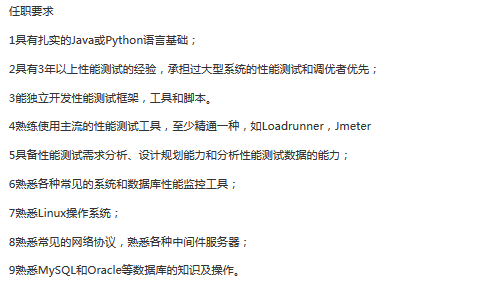 任职要求
1具有扎实的Java或Python语言基础；
2具有3年以上性能测试的经验，承担过大型系统的性能测试和调优者优先；
3能独立开发性能测试框架，工具和脚本。
4熟练使用主流的性能测试工具，至少精通一种，如Loadrunner，Jmeter
5具备性能测试需求分析、设计规划能力和分析性能测试数据的能力；
6熟悉各种常见的系统和数据库性能监控工具；
7熟悉Linux操作系统；
8熟悉常见的网络协议，熟悉各种中间件服务器；
9熟悉MySQL和Oracle等数据库的知识及操作。